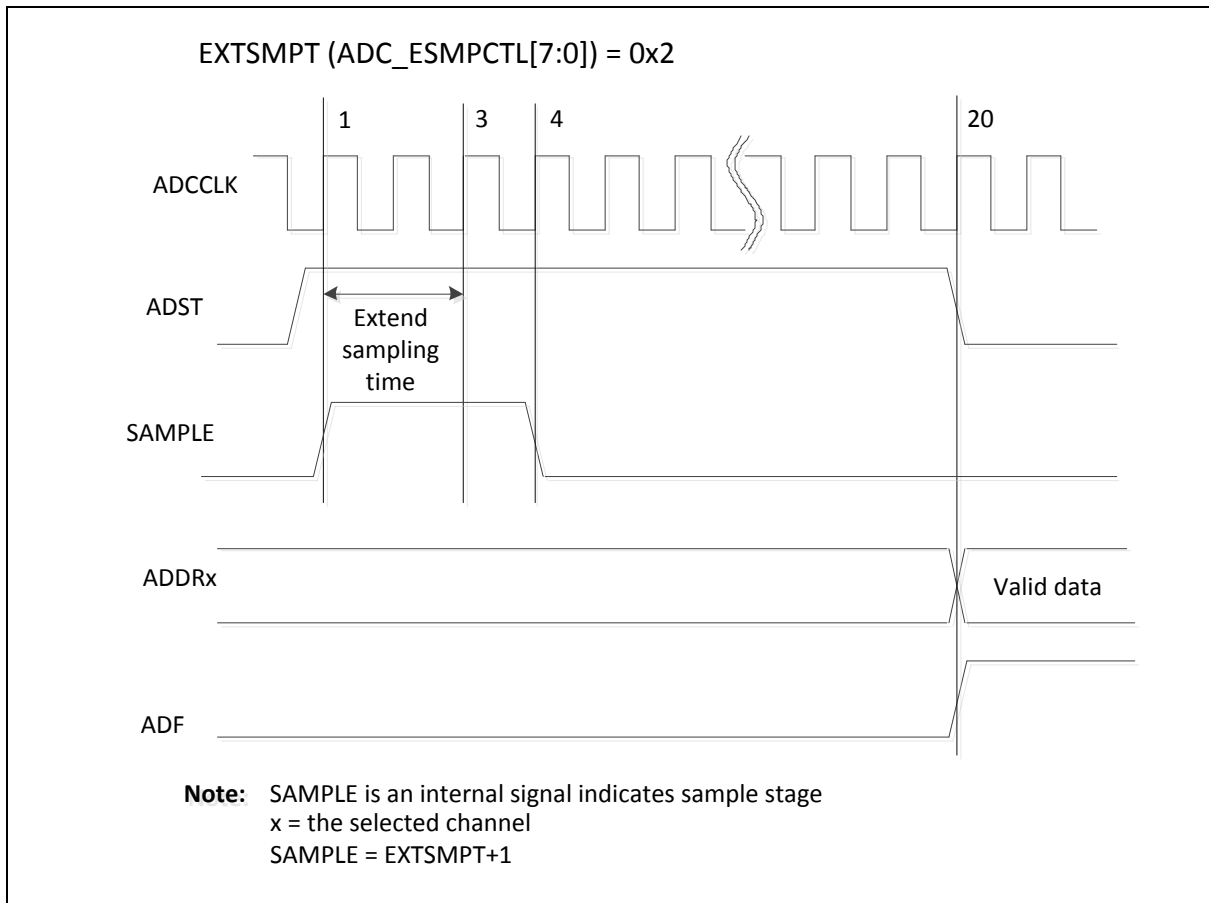 EXTSMPT (ADC_ESMPCTL[7:0]) = 0x2
1
3
4
20
ADCCLK
ADST
Extend
sampling
time
SAMPLE
ADDRx
Valid data
ADF
Note: SAMPLE is an internal signal indicates sample stage
x = the selected channel
SAMPLE = EXTSMPT+1